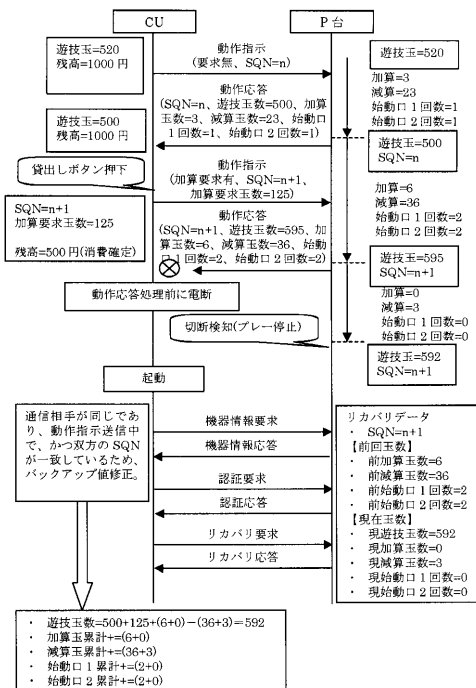 CU
P台
遊技玉=520
残高=1000円
動作指示
(要求無、SQN=n)
遊技玉=520
加算=3
減算=23
始動口1回数=1
始動口2回数=1
動作応答
(SQN=n、遊技玉数=500、加算
玉数=3、減算玉数=23、始動口
1回数=1、始動口2回数=1)
遊技玉=500
残高=1000円
遊技玉=500
SQN=n
貸出しボタン押下
動作指示
(加算要求有、SQN=n+1、
加算要求玉数=125)
加算=6
減算=36
始動口1回数=2
始動口2回数=2
SQN=n+1
加算要求玉数=125
残高=500円(消費確定)
動作応答
(SQN=n+1、遊技玉数=595、加
算玉数=6、減算玉数=36、始動
口1回数=2、始動口2回数=2)
遊技玉=595
SQN=n+1
動作応答処理前に電断
加算=0
減算=3
始動口1回数=0
始動口2回数=0
切断検知(プレー停止)
遊技玉=592
SQN=n+1
起動
通信相手が同じであ
り、動作指示送信中
で、かつ双方のSQN
が一致しているため、
バックアップ値修正。
機器情報要求
機器情報応答
認証要求
認証応答
リカバリ要求
リカバリ応答
リカバリデータ
・ SQN=n+1
【前回玉数】
・ 前加算玉数=6
・ 前減算玉数=36
・ 前始動口1回数=2
・ 前始動口2回数=2
【現在玉数】
・ 現遊技玉数=592
・ 現加算玉数=0
・ 現減算玉数=3
・ 現始動口1回数=0
・ 現始動口2回数=0
・ 遊技玉数=500+125+(6+0)−(36+3)=592
・ 加算玉累計+=(6+0)
・ 減算玉累計+=(36+3)
・ 始動口1累計+=(2+0)
・ 始動口2累計+=(2+0)